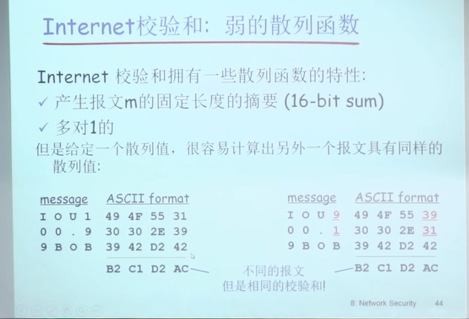 Internet校验和: 弱的散列函数
Internet 校验和拥有一些散列函数的特性:
✓ 产生报文m的固定长度的摘要 (16-bit sum)
✓ 多对1的
但是给定一个散列值，很容易计算出另外一个报文具有同样的
散列值:
message ASCII format
I O U 1 49 4F 55 31
0 0 . 9 30 30 2E 39
9 B O B 39 42 D2 42
B2 C1 D2 AC
message ASCII format
I O U 9 49 4F 55 39
0 0 . 1 30 30 2E 31
9 B O B 39 42 D2 42
B2 C1 D2 AC
不同的报文
但是相同的校验和!
8: Network Security 44